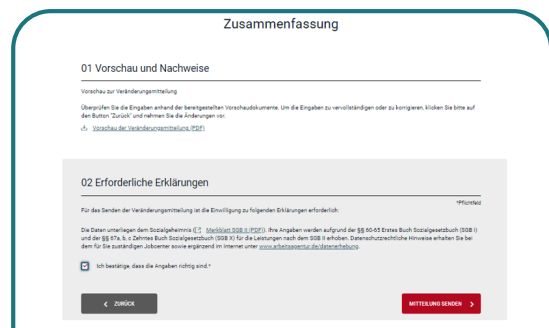 Zusammenfassung
01 Vorschau und Nachweise
Vorschau zur Veränderungsmitteilung
Überprüfen Sie die Eingaben anhand der bereitgestellten Vorschaudokumente. Um die Eingaben zu vervollständigen oder zu korrigieren, klicken Sie bitte auf
den Button "Zurück" und nehmen Sie die Änderungen vor.
Vorschau der Veränderungsmitteilung (PDF)
02 Erforderliche Erklärungen
*Pflichtfeld
Für das Senden der Veränderungsmitteilung ist die Einwilligung zu folgenden Erklärungen erforderlich:
Die Daten unterliegen dem Sozialgeheimnis ( Merkblatt SGB II (PDF)). Ihre Angaben werden aufgrund der §§ 60-65 Erstes Buch Sozialgesetzbuch (SGB I)
und der §§ 67a, b, c Zehntes Buch Sozialgesetzbuch (SGB X) für die Leistungen nach dem SGB II erhoben. Datenschutzrechtliche Hinweise erhalten Sie bei
dem für Sie zuständigen Jobcenter sowie ergänzend im Internet unter www.arbeitsagentur.de/datenerhebung.
Ich bestätige, dass die Angaben richtig sind.*
ZURÜCK
MITTEILUNG SENDEN